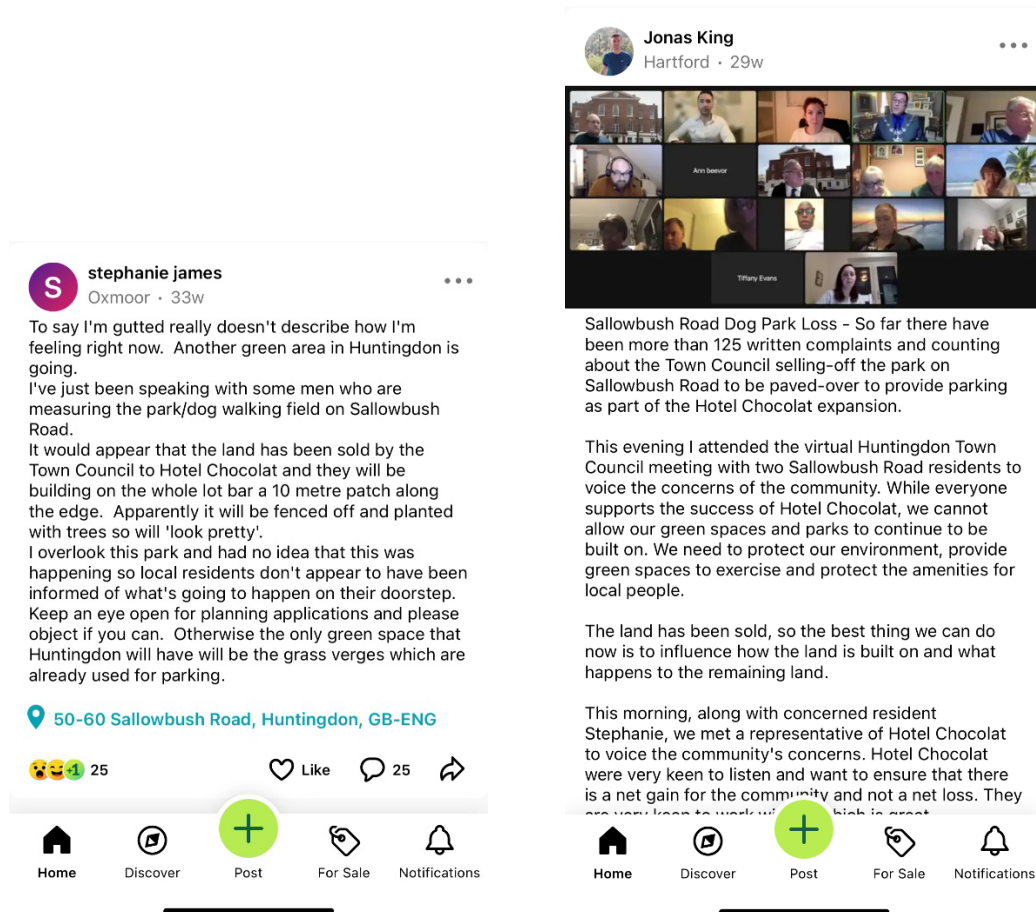 stephanie james
Oxmoor • 33w
To say I'm gutted really doesn't describe how I'm
feeling right now.  Another green area in Huntingdon is
going.
I've just been speaking with some men who are
measuring the park/dog walking field on Sallowbush
Road.
It would appear that the land has been sold by the
Town Council to Hotel Chocolat and they will be
building on the whole lot bar a 10 metre patch along
the edge.  Apparently it will be fenced off and planted
with trees so will 'look pretty'.
I overlook this park and had no idea that this was
happening so local residents don't appear to have been
informed of what's going to happen on their doorstep.
Keep an eye open for planning applications and please
object if you can.  Otherwise the only green space that
Huntingdon will have will be the grass verges which are
already used for parking.
50-60 Sallowbush Road, Huntingdon, GB-ENG
+1 25
Like
25
Home
Discover
Post
For Sale
Notifications
S
Jonas King
Hartford • 29w
Ann beevor
Tiffany Evans
Sallowbush Road Dog Park Loss - So far there have
been more than 125 written complaints and counting
about the Town Council selling-off the park on
Sallowbush Road to be paved-over to provide parking
as part of the Hotel Chocolat expansion.
This evening I attended the virtual Huntingdon Town
Council meeting with two Sallowbush Road residents to
voice the concerns of the community. While everyone
supports the success of Hotel Chocolat, we cannot
allow our green spaces and parks to continue to be
built on. We need to protect our environment, provide
green spaces to exercise and protect the amenities for
local people.
The land has been sold, so the best thing we can do
now is to influence how the land is built on and what
happens to the remaining land.
This morning, along with concerned resident
Stephanie, we met a representative of Hotel Chocolat
to voice the community's concerns. Hotel Chocolat
were very keen to listen and want to ensure that there
is a net gain for the community and not a net loss. They
Home
Discover
Post
For Sale
Notifications